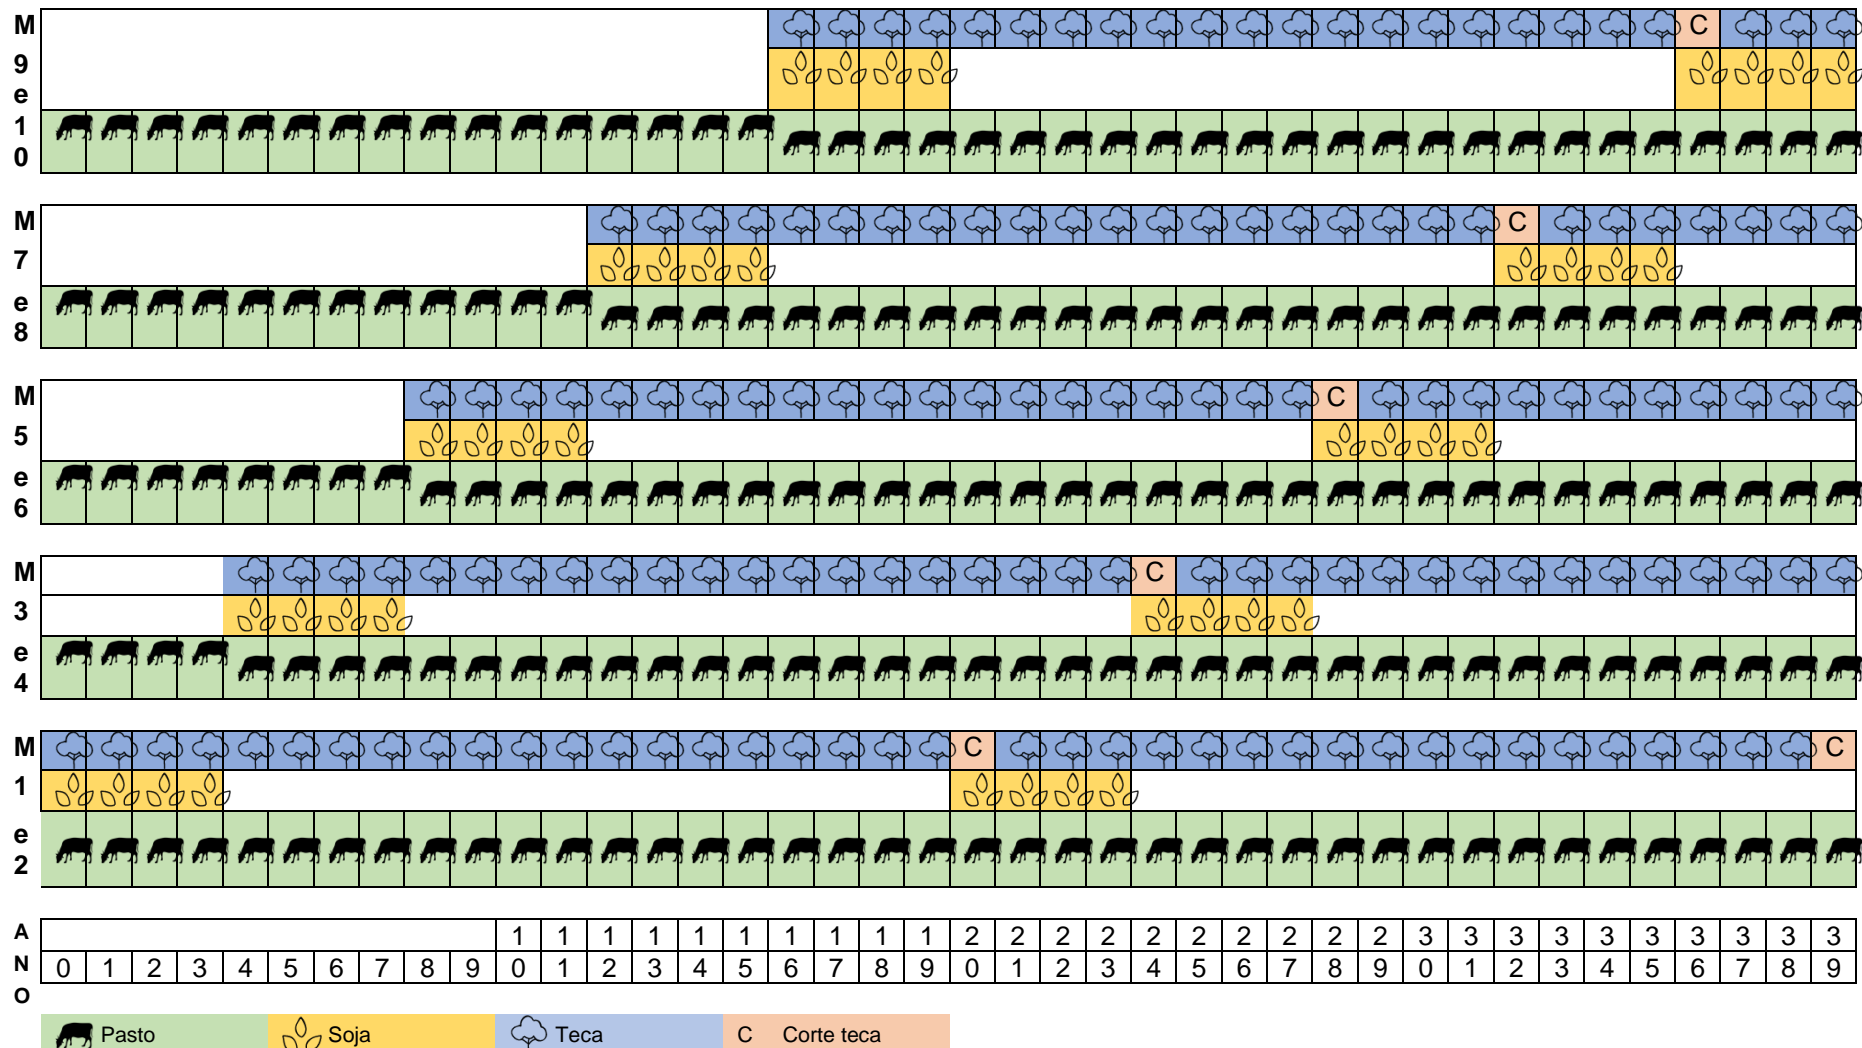 M
9
e
1
0
C
M
7
e
8
C
M
5
e
6
C
M
3
e
4
C
M
1
e
2
C C
A
N
O
1 1 1 1 1 1 1 1 1 1 2 2 2 2 2 2 2 2 2 2 3 3 3 3 3 3 3 3 3 3
0 1 2 3 4 5 6 7 8 9 0 1 2 3 4 5 6 7 8 9 0 1 2 3 4 5 6 7 8 9 0 1 2 3 4 5 6 7 8 9
Pasto Soja Teca C Corte teca